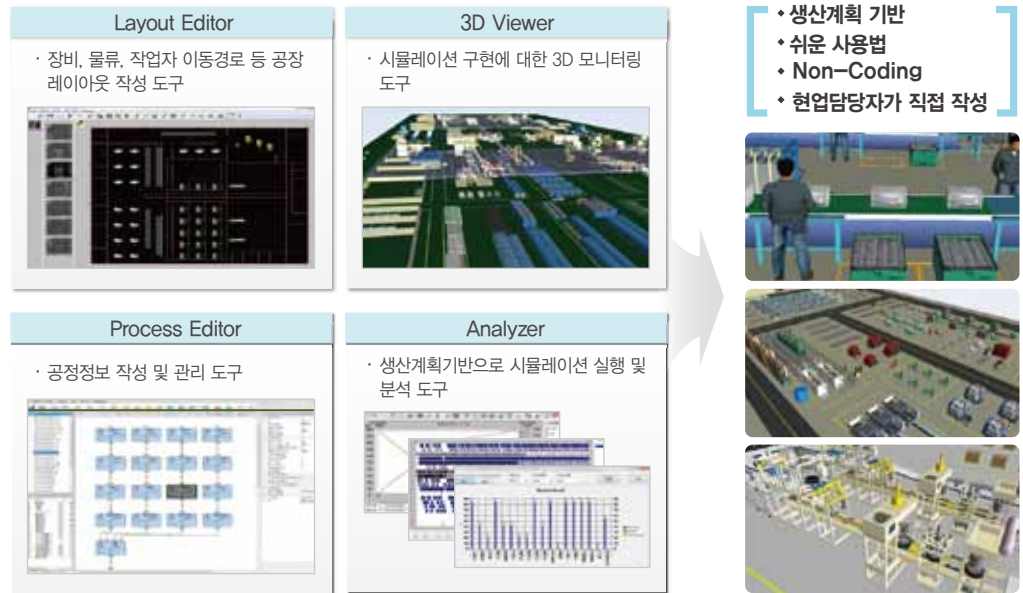 Layout Editor
· 장비, 물류, 작업자 이동경로 등 공장
레이아웃 작성 도구
3D Viewer
· 시뮬레이션 구현에 대한 3D 모니터링
도구
Process Editor
· 공정정보 작성 및 관리 도구
Analyzer
· 생산계획기반으로 시뮬레이션 실행 및
분석 도구
• 생산계획 기반
• 쉬운 사용법
• Non-Coding
• 현업담당자가 직접 작성